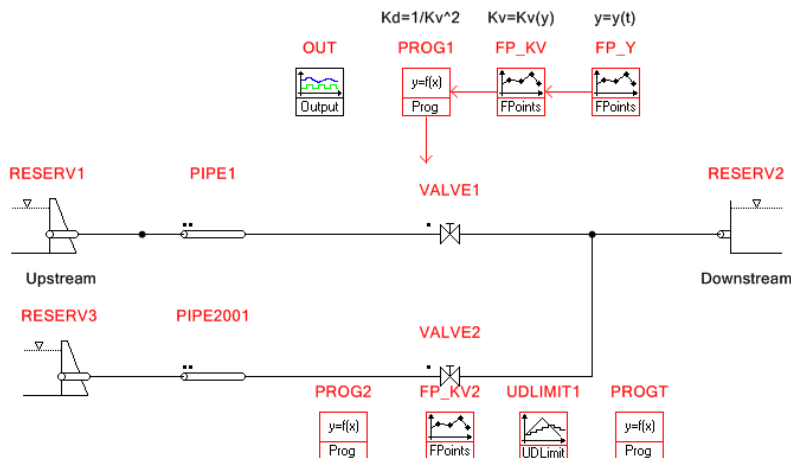 Kd=1/Kv^2 Kv=Kv(y) y=y(t)
OUT PROG1 FP_KV FP_Y
y=f(x)
Output Prog FPoints FPoints
RESERV1 PIPE1 VALVE1 RESERV2
Upstream Downstream
RESERV3 PIPE2001 VALVE2
PROG2 FP_KV2 UDLIMIT1 PROGT
y=f(x) y=f(x)
Prog FPoints UDLimit Prog